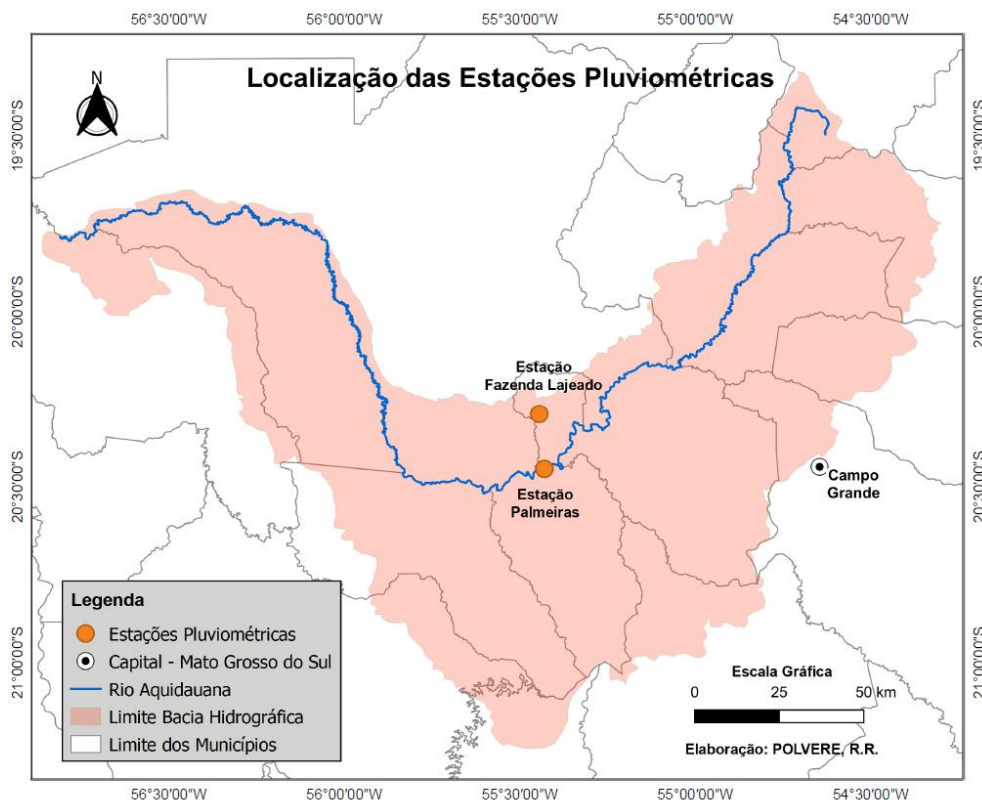 56°30'00"W 56°00'00"W 55°30'00"W 55°00'00"W 54°30'00"W
Localização das Estações Pluviométricas
N
19°30'00"S
19°30'00"S
20°00'00"S
20°00'00"S
Estação
Fazenda Lajeado
Estação
Palmeiras
Campo
Grande
20°30'00"S
20°30'00"S
Legenda
Estações Pluviométricas
Capital - Mato Grosso do Sul
Rio Aquidauana
Limite Bacia Hidrográfica
Limite dos Municípios
21°00'00"S
21°00'00"S
Escala Gráfica
0 25 50 km
Elaboração: POLVERE, R.R.
56°30'00"W 56°00'00"W 55°30'00"W 55°00'00"W 54°30'00"W